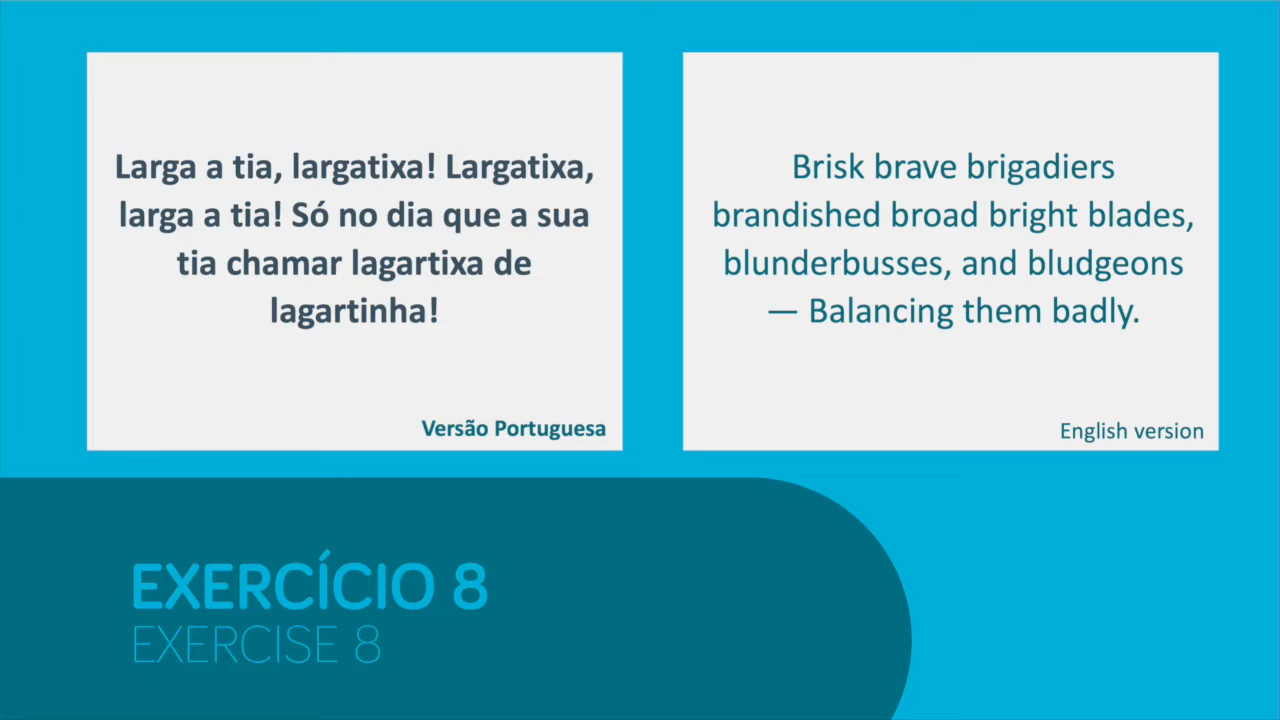 Larga a tia, largatixa! Largatixa,
larga a tia! Só no dia que a sua
tia chamar lagartixa de
lagartinha!
Versão Portuguesa
Brisk brave brigadiers
brandished broad bright blades,
blunderbusses, and bludgeons
— Balancing them badly.
English version
EXERCÍCIO 8
EXERCISE 8